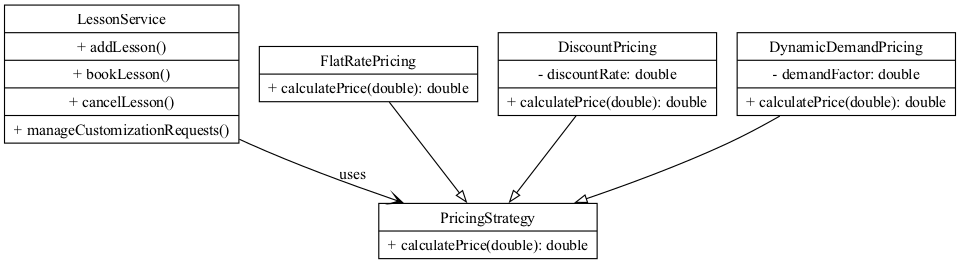 LessonService
+ addLesson()
+ bookLesson()
+ cancelLesson()
+ manageCustomizationRequests()
FlatRatePricing
+ calculatePrice(double): double
DiscountPricing
- discountRate: double
+ calculatePrice(double): double
DynamicDemandPricing
- demandFactor: double
+ calculatePrice(double): double
uses
PricingStrategy
+ calculatePrice(double): double